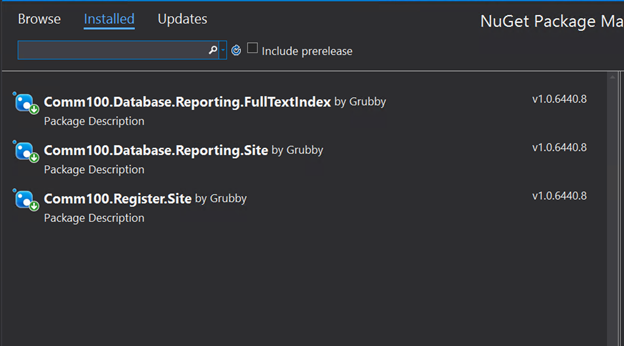 Browse Installed Updates NuGet Package Ma
Include prerelease
Comm100.Database.Reporting.FullTextIndex by Grubby v1.0.6440.8
Package Description
Comm100.Database.Reporting.Site by Grubby v1.0.6440.8
Package Description
Comm100.Register.Site by Grubby v1.0.6440.8
Package Description